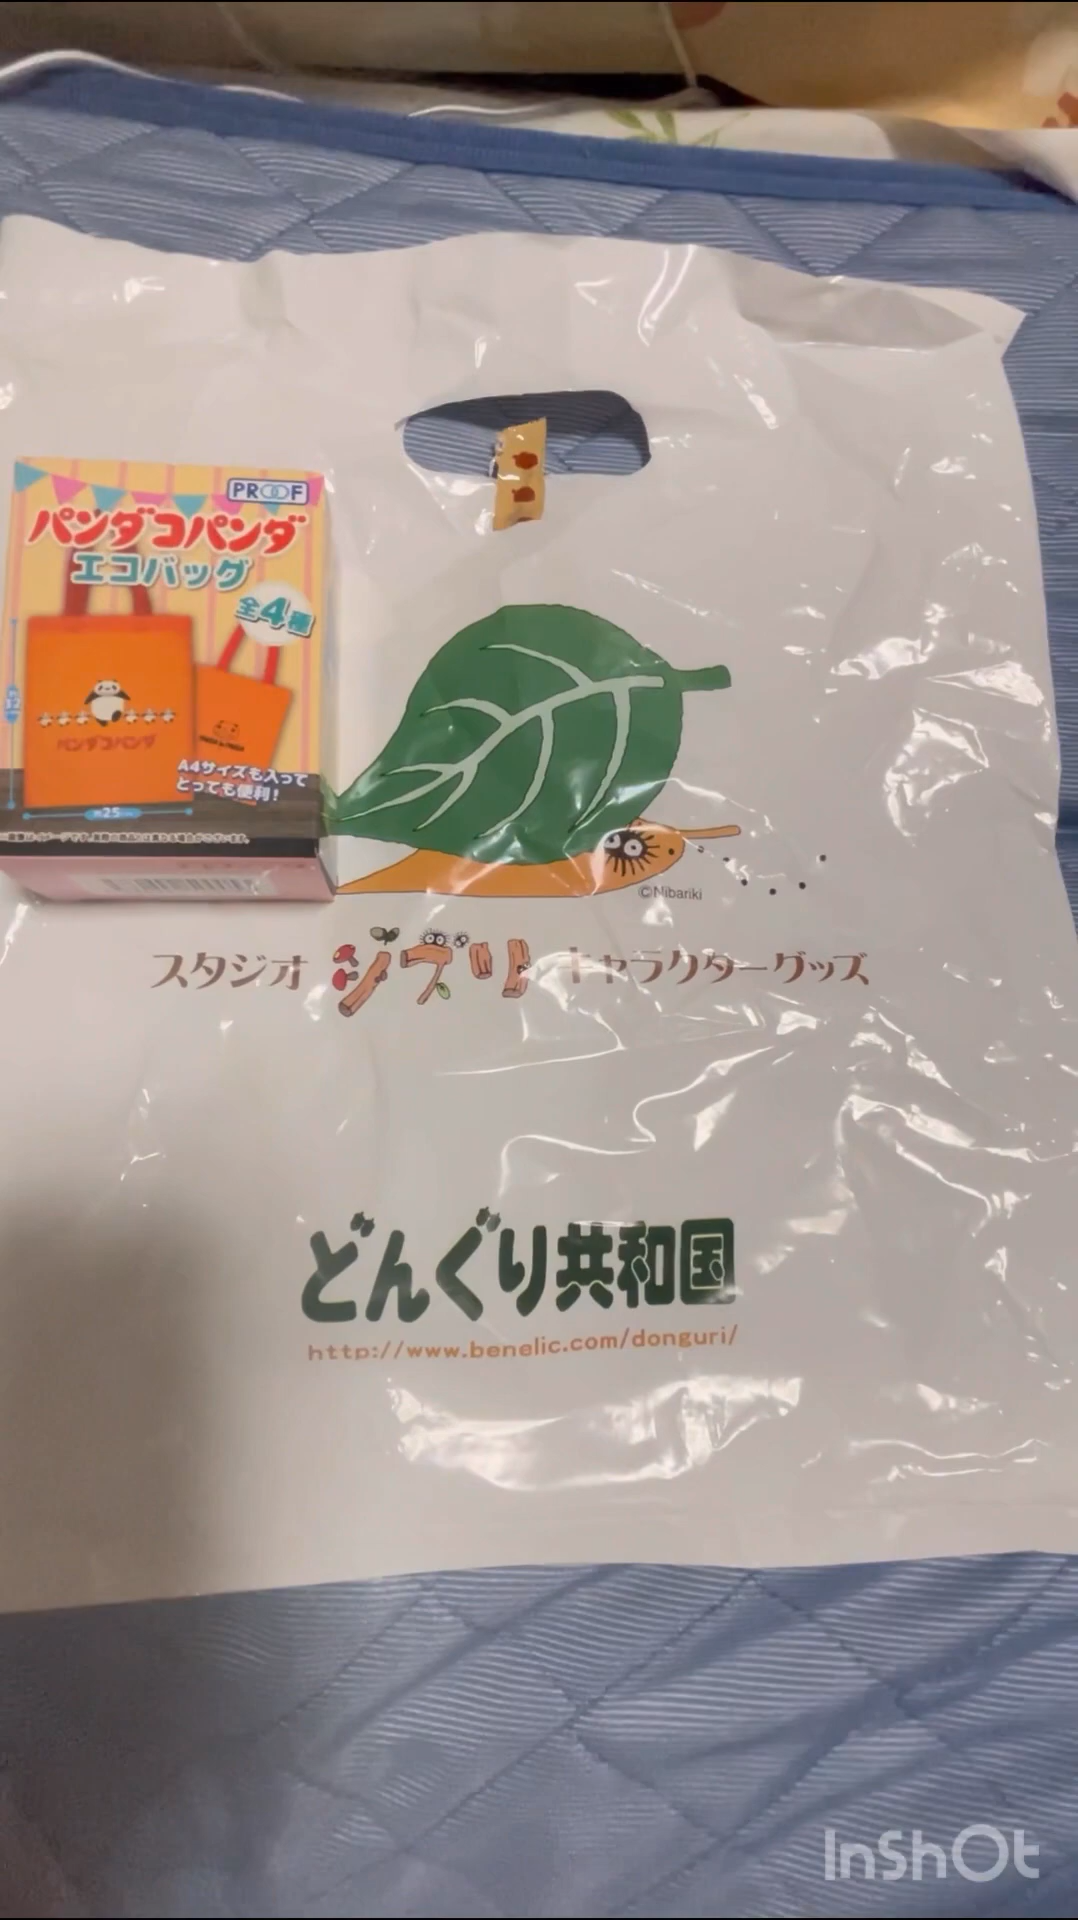 PROOF
パンダコパンダ
エコバッグ
全4種
パンダコパンダ
A4サイズも入って
とっても便利!
約25
©Nibariki
スタジオ ジブリ キャラクターグッズ
どんぐり共和国
http://www.benelic.com/donguri/
InShOt